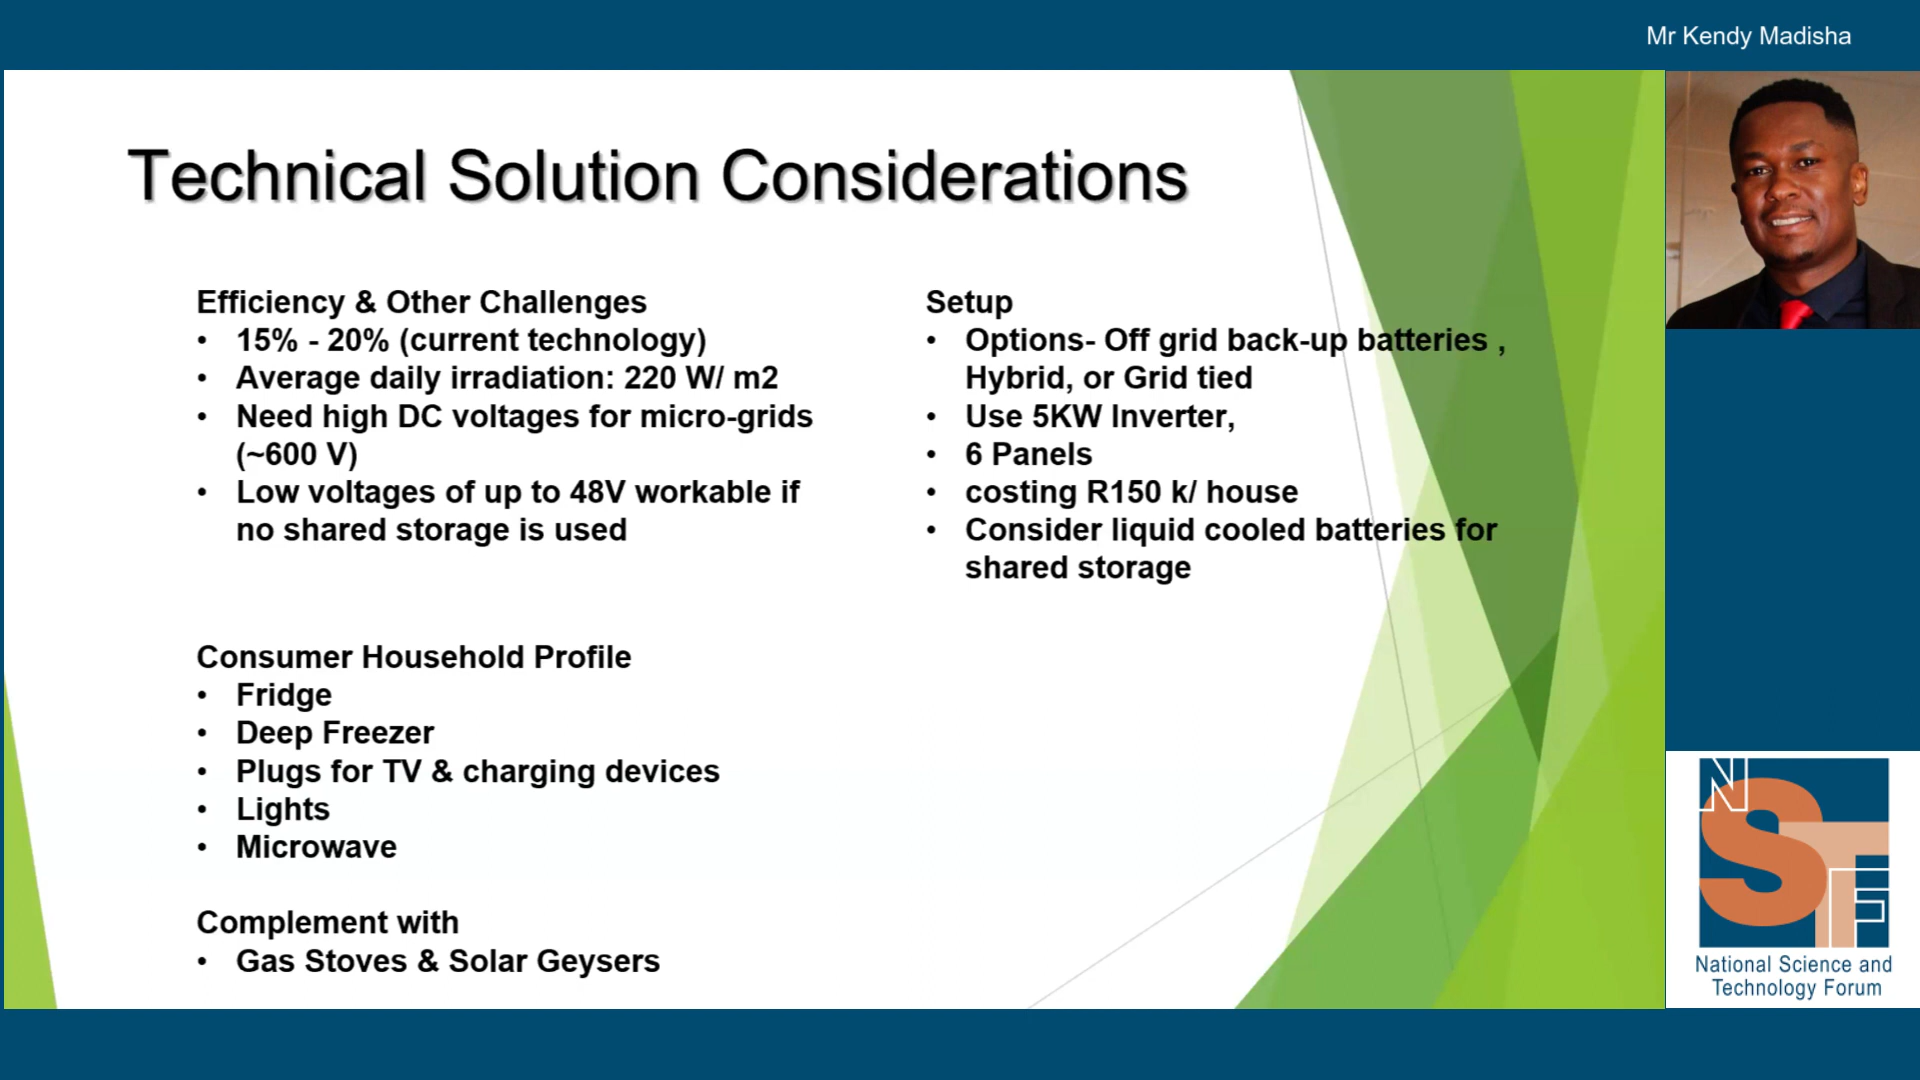 Mr Kendy Madisha
Technical Solution Considerations
Efficiency & Other Challenges
• 15% - 20% (current technology)
• Average daily irradiation: 220 W/ m2
• Need high DC voltages for micro-grids
(~600 V)
• Low voltages of up to 48V workable if
no shared storage is used
Consumer Household Profile
• Fridge
• Deep Freezer
• Plugs for TV & charging devices
• Lights
• Microwave
Complement with
• Gas Stoves & Solar Geysers
Setup
• Options- Off grid back-up batteries ,
Hybrid, or Grid tied
• Use 5KW Inverter,
• 6 Panels
• costing R150 k/ house
• Consider liquid cooled batteries for
shared storage
NSTF
National Science and
Technology Forum